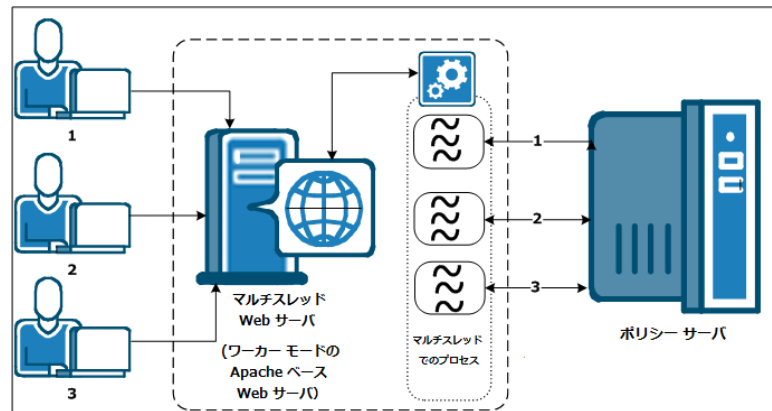 1
2
3
マルチスレッド
Web サーバ
(ワーカー モードの
Apache ベース
Web サーバ)
マルチスレッド
でのプロセス
1
2
3
ポリシー サーバ